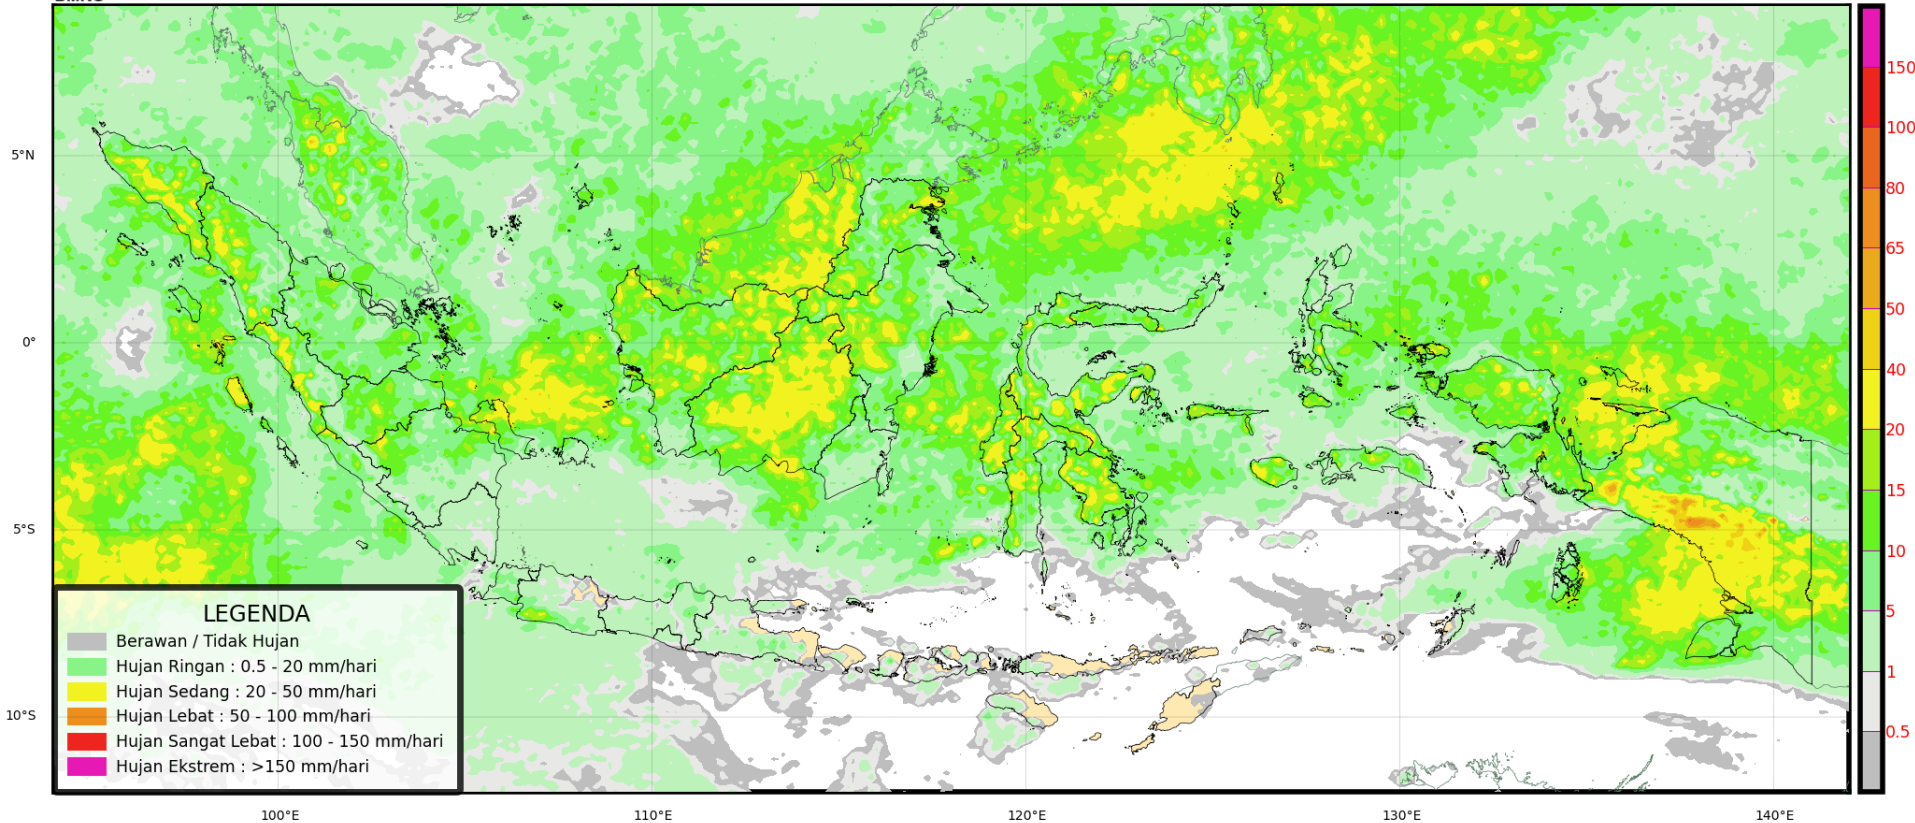 5°N
0°
5°S
10°S
100°E
110°E
120°E
130°E
140°E
LEGENDA
Berawan / Tidak Hujan
Hujan Ringan : 0.5 - 20 mm/hari
Hujan Sedang : 20 - 50 mm/hari
Hujan Lebat : 50 - 100 mm/hari
Hujan Sangat Lebat : 100 - 150 mm/hari
Hujan Ekstrem : >150 mm/hari
150
100
80
65
50
40
20
15
10
5
1
0.5